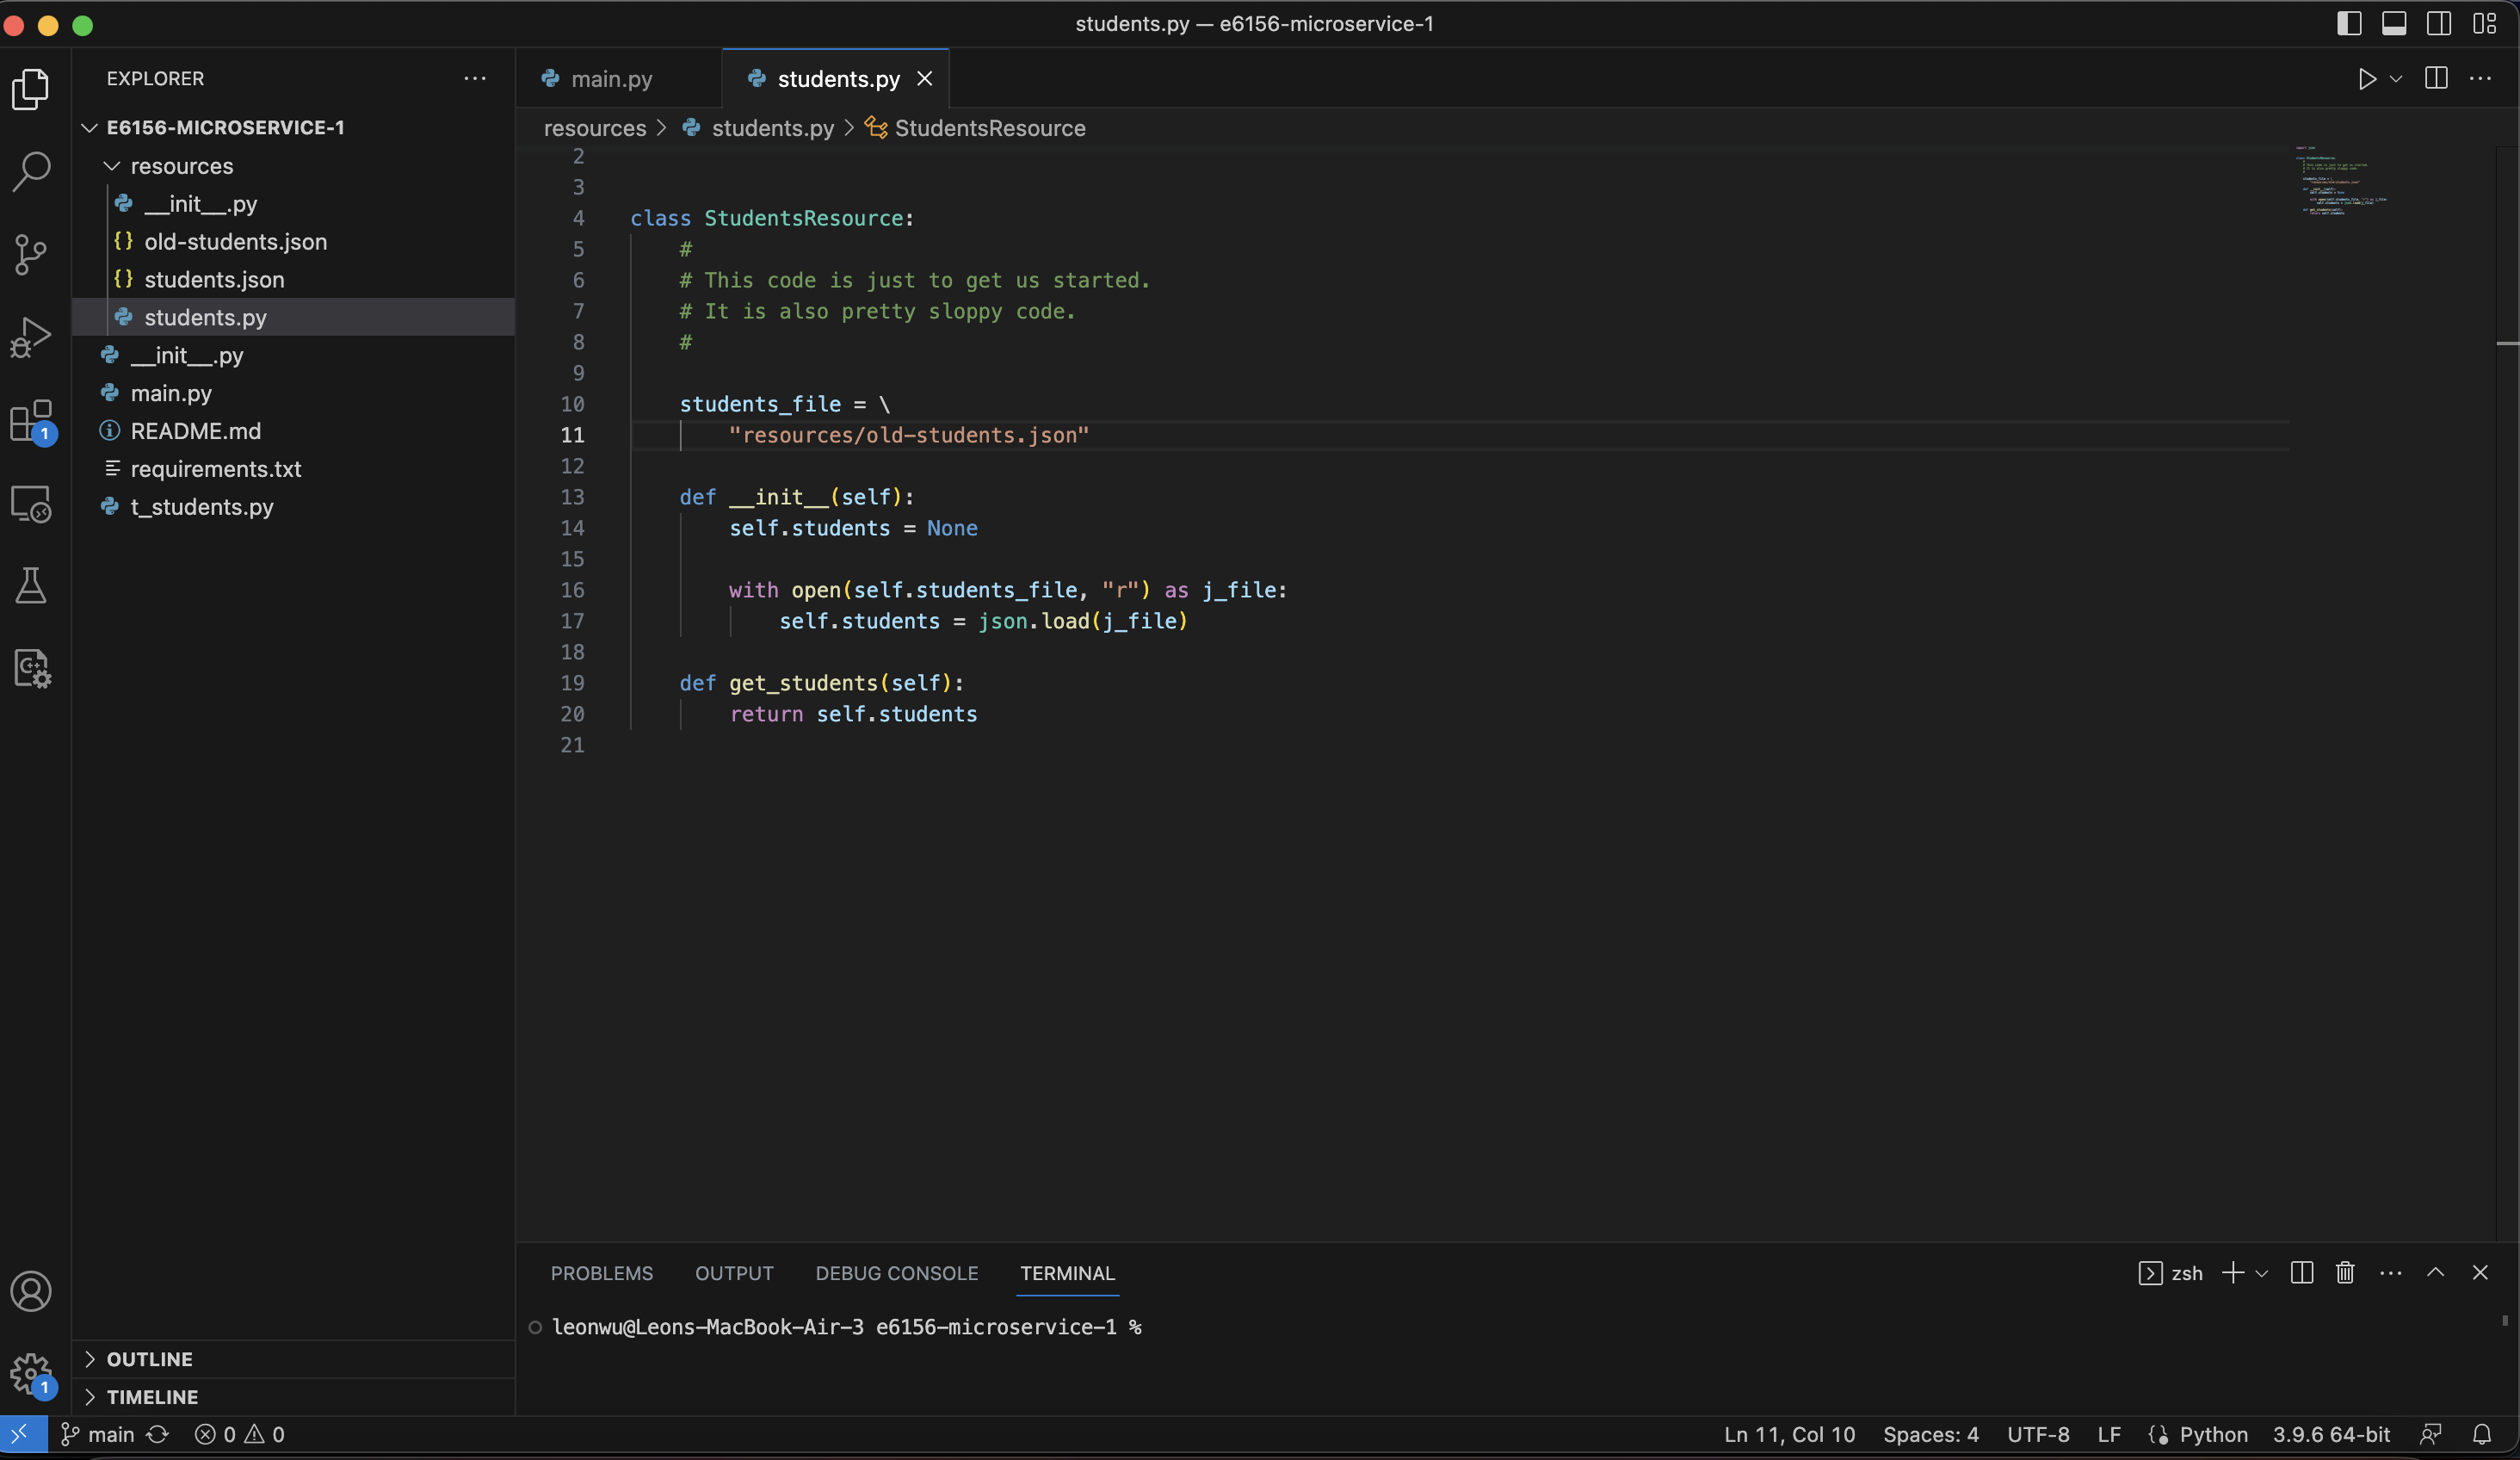 students.py — e6156-microservice-1
EXPLORER
E6156-MICROSERVICE-1
resources
__init__.py
old-students.json
students.json
students.py
__init__.py
main.py
README.md
requirements.txt
t_students.py
1
OUTLINE
TIMELINE
1
main.py
students.py
resources > students.py > StudentsResource
2
3
4 class StudentsResource:
5     #
6     # This code is just to get us started.
7     # It is also pretty sloppy code.
8     #
9
10     students_file = \
11         "resources/old-students.json"
12
13     def __init__(self):
14         self.students = None
15
16         with open(self.students_file, "r") as j_file:
17             self.students = json.load(j_file)
18
19     def get_students(self):
20         return self.students
21
PROBLEMS OUTPUT DEBUG CONSOLE TERMINAL
zsh
leonwu@Leons-MacBook-Air-3 e6156-microservice-1 %
main 0 0 Ln 11, Col 10 Spaces: 4 UTF-8 LF Python 3.9.6 64-bit